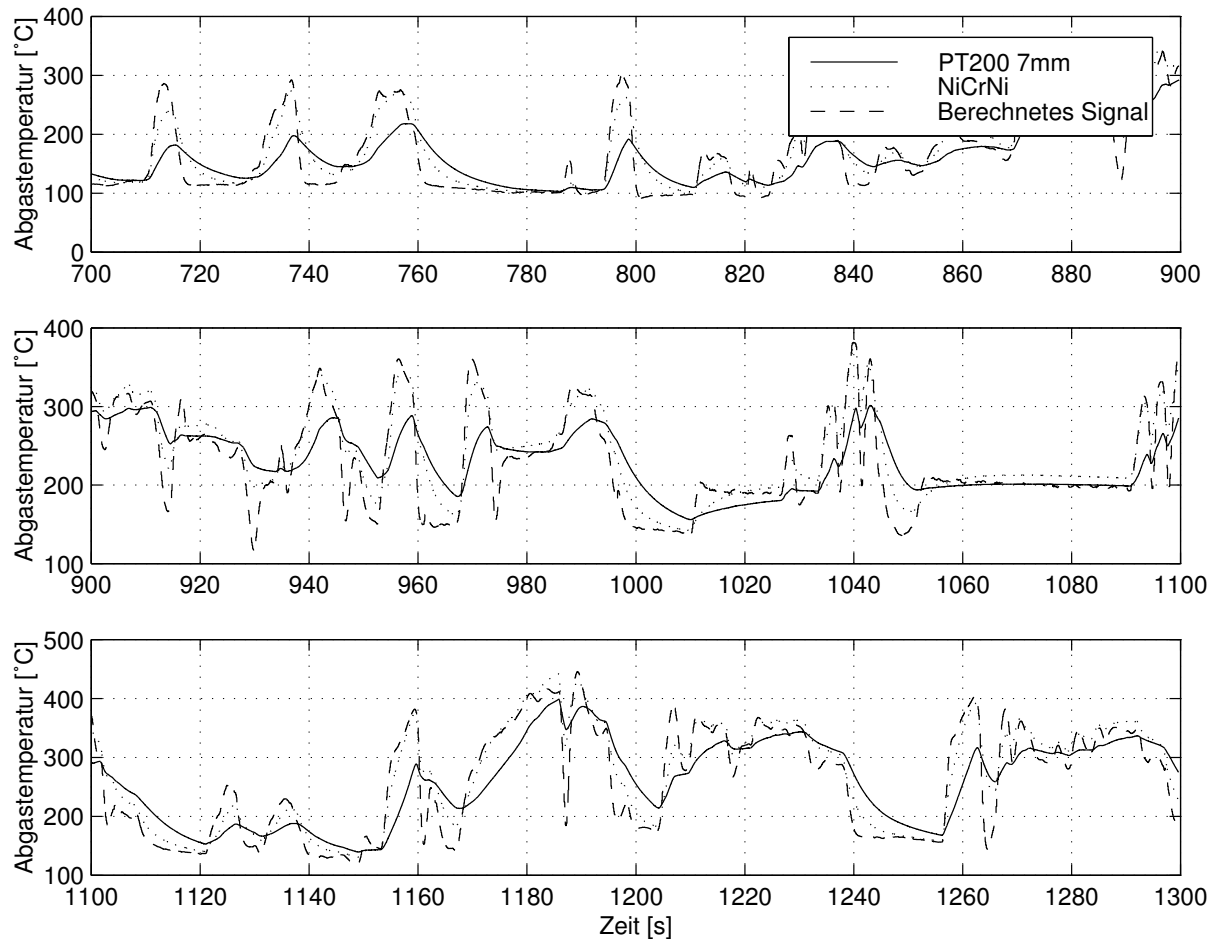 400
300
200
100
0
Abgastemperatur [°C]
PT200 7mm
NiCrNi
Berechnetes Signal
700 720 740 760 780 800 820 840 860 880 900
400
300
200
100
Abgastemperatur [°C]
900 920 940 960 980 1000 1020 1040 1060 1080 1100
500
400
300
200
100
Abgastemperatur [°C]
1100 1120 1140 1160 1180 1200 1220 1240 1260 1280 1300
Zeit [s]